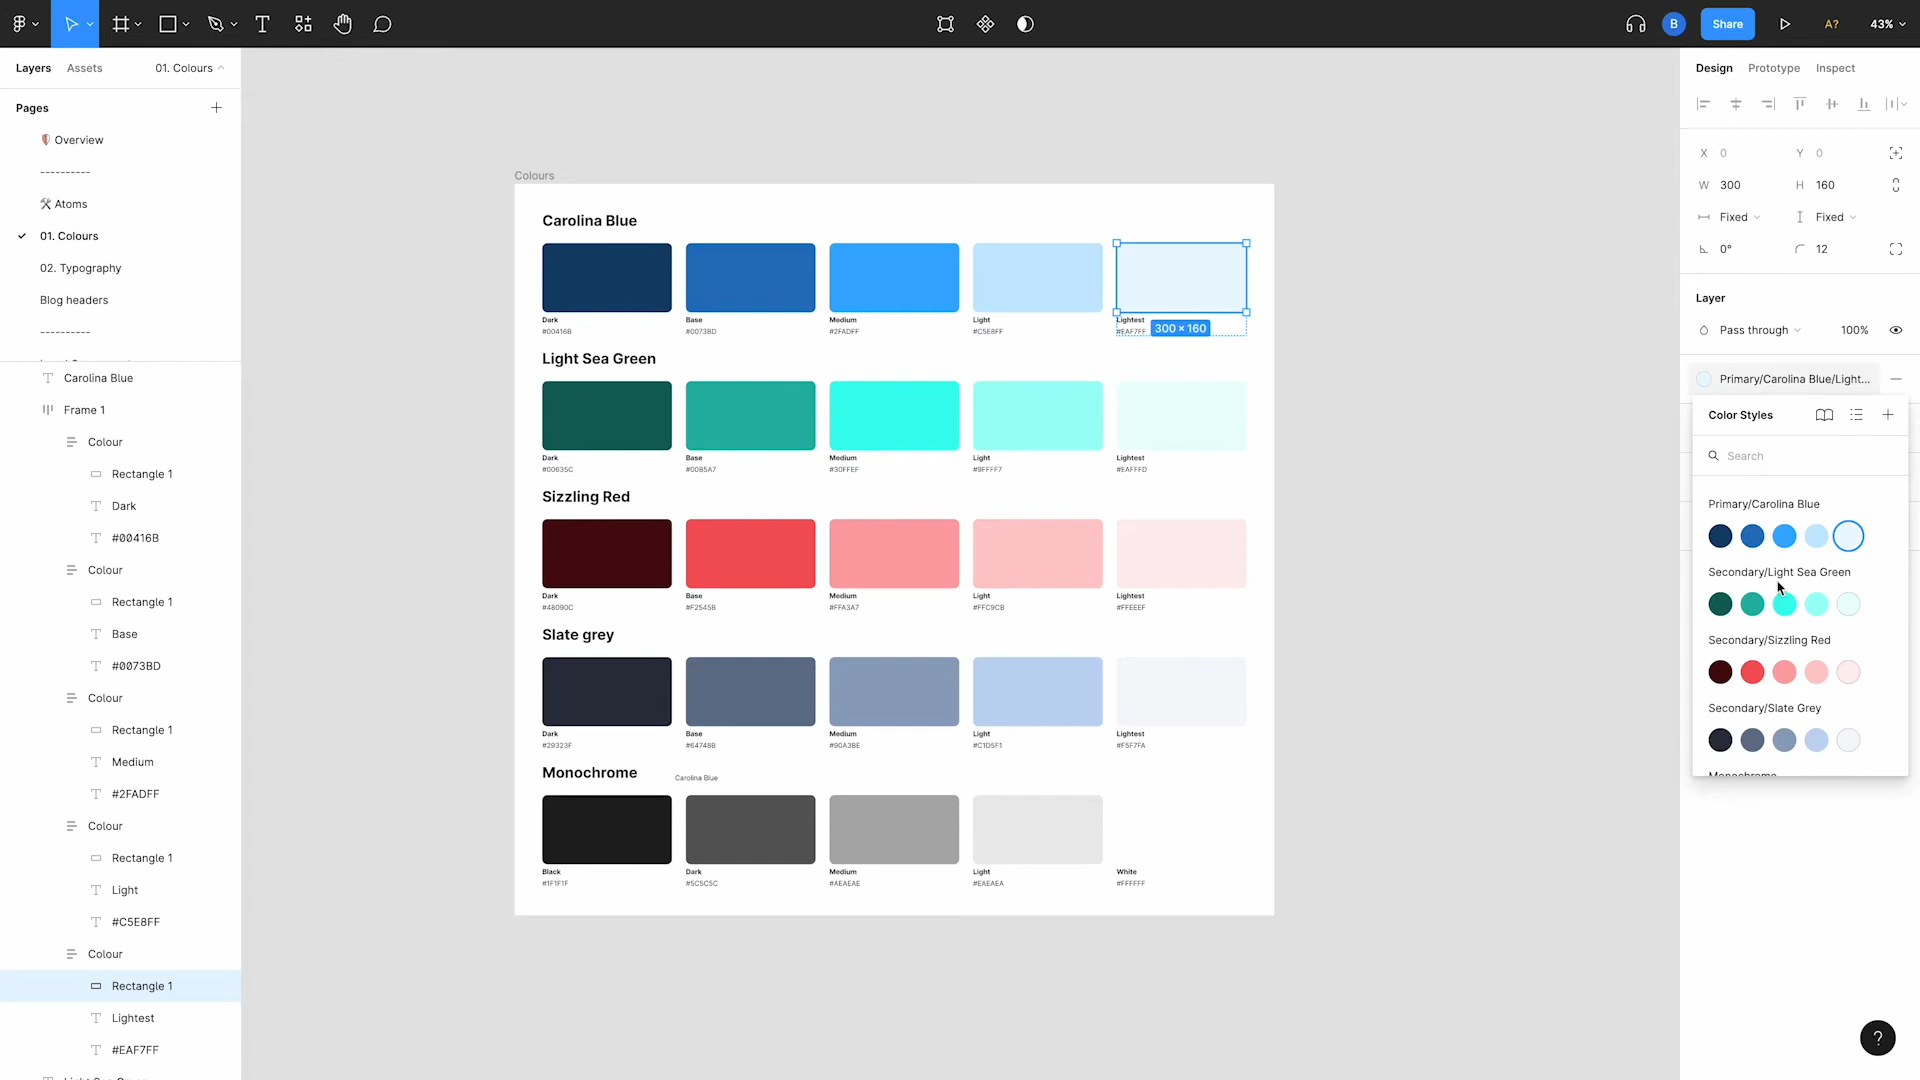 B
Share
A?
43%
Layers
Assets
01. Colours
Pages
Overview
----------
Atoms
01. Colours
02. Typography
Blog headers
----------
Carolina Blue
Frame 1
Colour
Rectangle 1
Dark
#00416B
Colour
Rectangle 1
Base
#0073BD
Colour
Rectangle 1
Medium
#2FADFF
Colour
Rectangle 1
Light
#C5E8FF
Colour
Rectangle 1
Lightest
#EAF7FF
Colours
Carolina Blue
Dark
Base
Medium
Light
Lightest
#00416B
#0073BD
#2FADFF
#C5E8FF
#EAF7FF
300 × 160
Light Sea Green
Dark
Base
Medium
Light
Lightest
#00635C
#00B5A7
#30FFEF
#9FFFF7
#EAFFFD
Sizzling Red
Dark
Base
Medium
Light
Lightest
#48090C
#F2545B
#FFA3A7
#FFC9CB
#FFEEEF
Slate grey
Dark
Base
Medium
Light
Lightest
#29323F
#64748B
#90A3BE
#C1D5F1
#F5F7FA
Monochrome
Carolina Blue
Black
Dark
Medium
Light
White
#1F1F1F
#5C5C5C
#AEAEAE
#EAEAEA
#FFFFFF
Design
Prototype
Inspect
X 0
Y 0
W 300
H 160
Fixed
Fixed
0°
12
Layer
Pass through
100%
Primary/Carolina Blue/Light...
Color Styles
Search
Primary/Carolina Blue
Secondary/Light Sea Green
Secondary/Sizzling Red
Secondary/Slate Grey
Monochrome
?